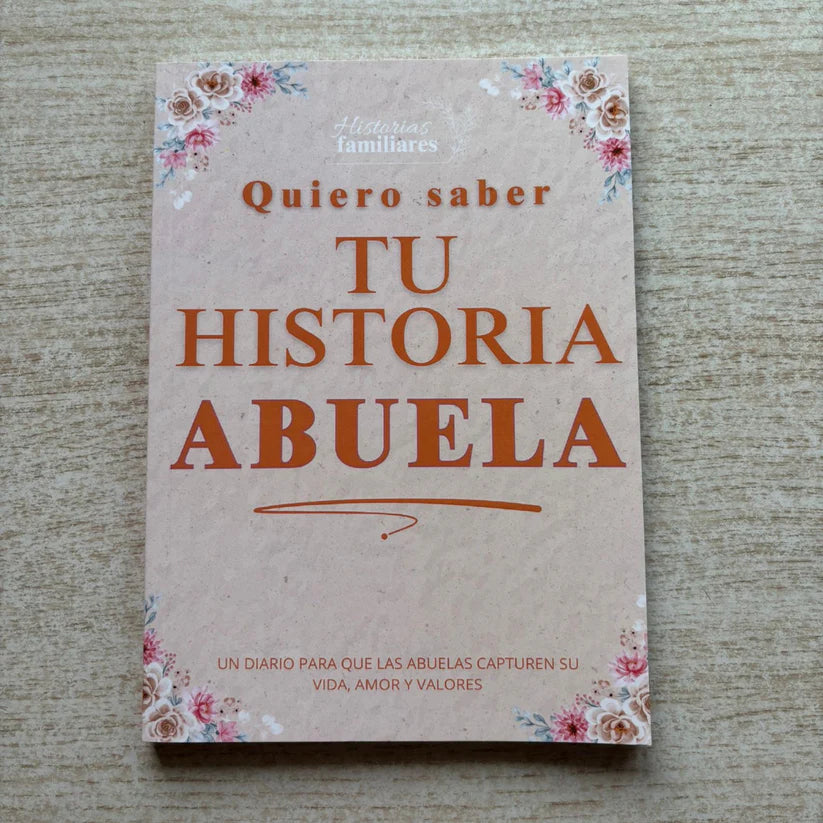 Historias
familiares
Quiero saber
TU
HISTORIA
ABUELA
UN DIARIO PARA QUE LAS ABUELAS CAPTUREN SU
VIDA, AMOR Y VALORES